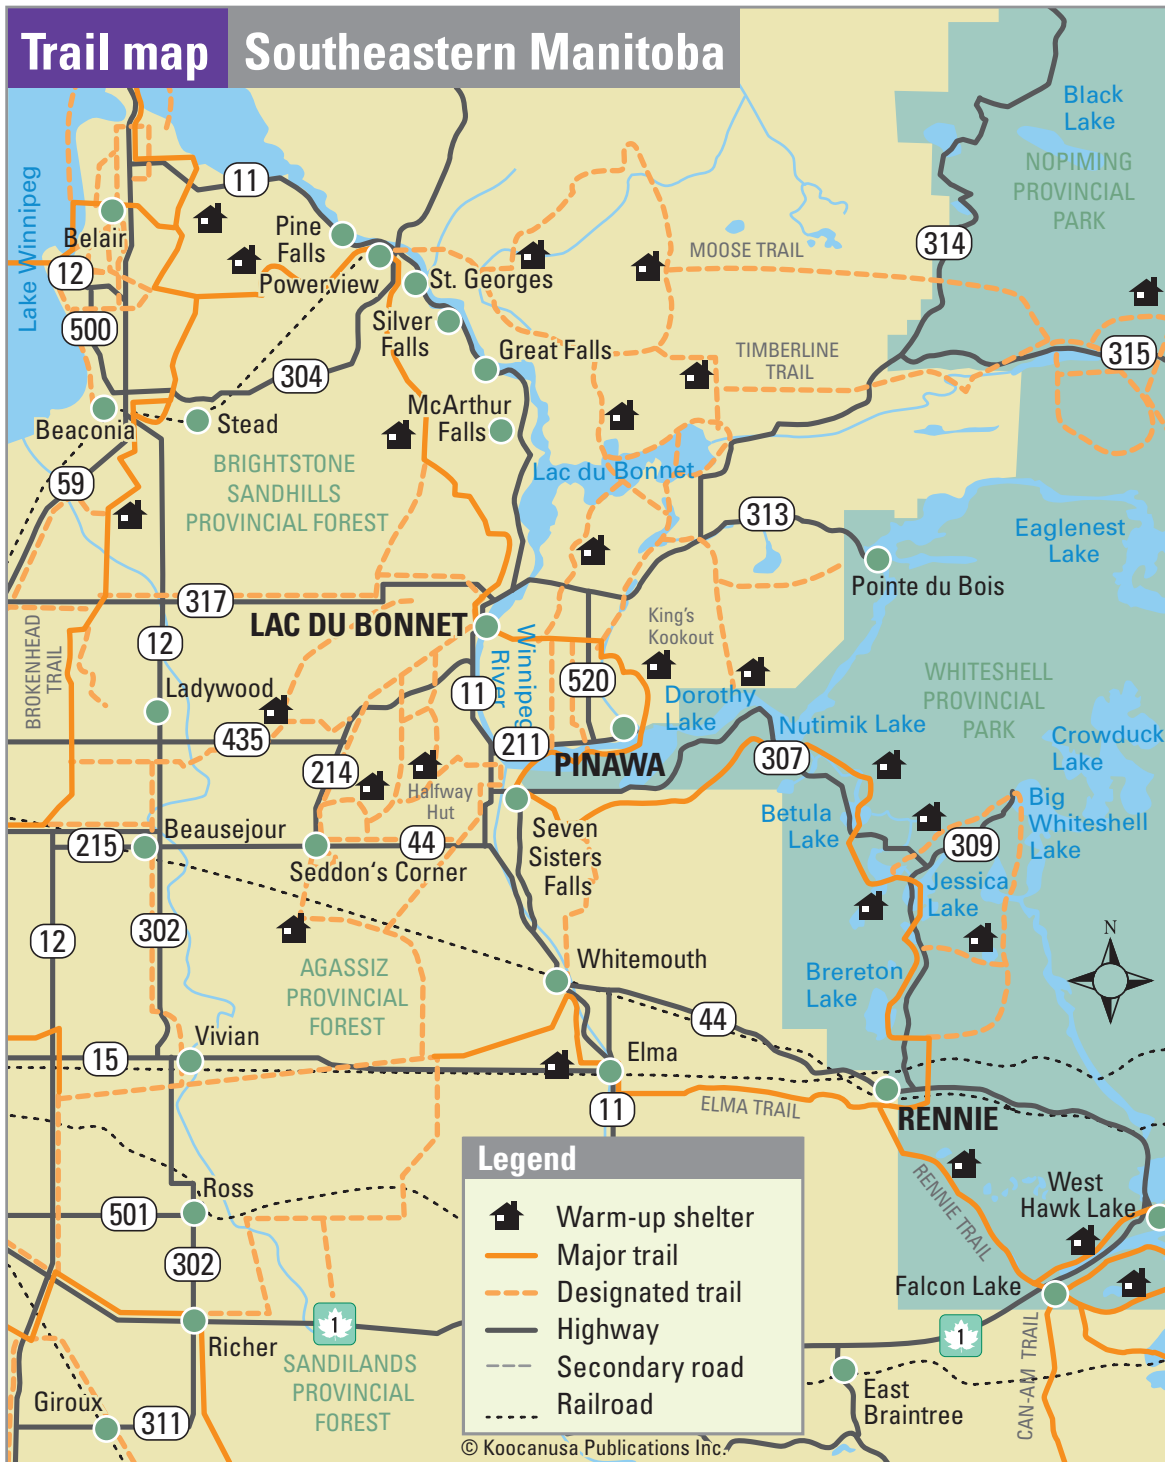 Trail map
Southeastern Manitoba
Black
Lake
NOPIMING
PROVINCIAL
PARK
Lake Winnipeg
11
Belair
Pine
Falls
Powerview
St. Georges
MOOSE TRAIL
314
12
500
Silver
Falls
Great Falls
TIMBERLINE
TRAIL
315
304
McArthur
Falls
Beaconia
Stead
BRIGHTSTONE
SANDHILLS
PROVINCIAL FOREST
Lac du Bonnet
59
313
Eaglenest
Lake
Pointe du Bois
317
LAC DU BONNET
King's
Kookout
BROKENHEAD
TRAIL
12
Winnipeg
River
WHITESHELL
PROVINCIAL
PARK
Ladywood
11
520
Dorothy
Lake
Nutimik Lake
Crowduck
Lake
435
211
PINAWA
307
214
Halfway
Hut
Betula
Lake
Big
Whiteshell
Lake
215
Beausejour
44
Seddon's Corner
Seven
Sisters
Falls
309
Jessica
Lake
12
302
AGASSIZ
PROVINCIAL
FOREST
Whitemouth
Brereton
Lake
N
44
Vivian
15
Elma
11
ELMA TRAIL
RENNIE
RENNIE TRAIL
Ross
501
302
West
Hawk Lake
Falcon Lake
1
Richer
SANDILANDS
PROVINCIAL
FOREST
1
CAN-AM TRAIL
East
Braintree
Giroux
311
Legend
Warm-up shelter
Major trail
Designated trail
Highway
Secondary road
Railroad
© Koocanusa Publications Inc.